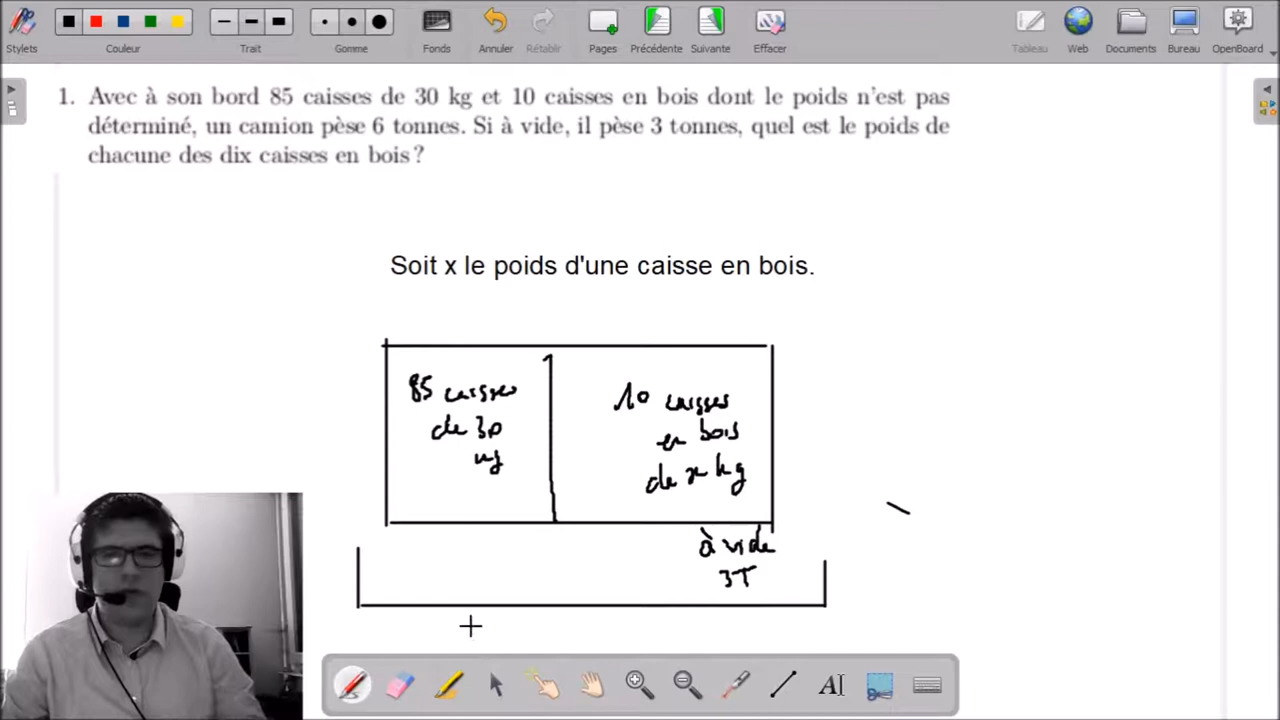 Stylets
Couleur
Trait
Gomme
Fonds
Annuler
Rétablir
Pages
Précédente
Suivante
Effacer
Tableau
Web
Documents
Bureau
OpenBoard
1. Avec à son bord 85 caisses de 30 kg et 10 caisses en bois dont le poids n'est pas
déterminé, un camion pèse 6 tonnes. Si à vide, il pèse 3 tonnes, quel est le poids de
chacune des dix caisses en bois ?
Soit x le poids d'une caisse en bois.
85 caisses
de 30
kg
10 caisses
en bois
de x kg
à vide
3T